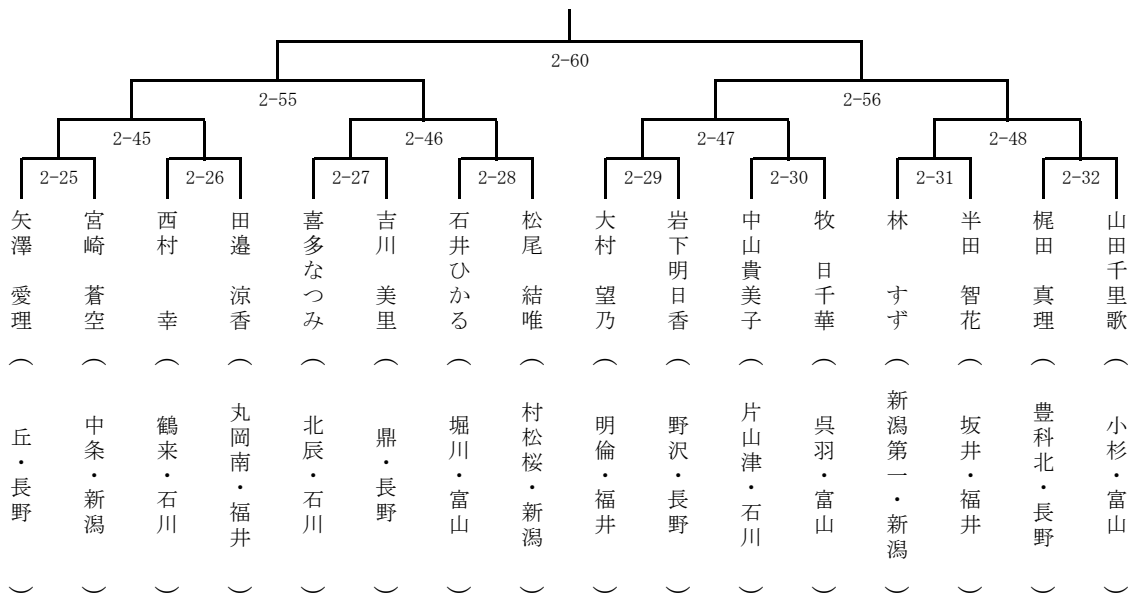 2-60
2-55
2-56
2-45
2-46
2-47
2-48
2-25
2-26
2-27
2-28
2-29
2-30
2-31
2-32
矢澤 愛理 （ 丘・長野 ）
宮崎 蒼空 （ 中条・新潟 ）
西村 幸 （ 鶴来・石川 ）
田邉 涼香 （ 丸岡南・福井 ）
喜多なつみ （ 北辰・石川 ）
吉川 美里 （ 鼎・長野 ）
石井ひかる （ 堀川・富山 ）
松尾 結唯 （ 村松桜・新潟 ）
大村 望乃 （ 明倫・福井 ）
岩下明日香 （ 野沢・長野 ）
中山貴美子 （ 片山津・石川 ）
牧 日千華 （ 呉羽・富山 ）
林 すず （ 新潟第一・新潟 ）
半田 智花 （ 坂井・福井 ）
梶田 真理 （ 豊科北・長野 ）
山田千里歌 （ 小杉・富山 ）